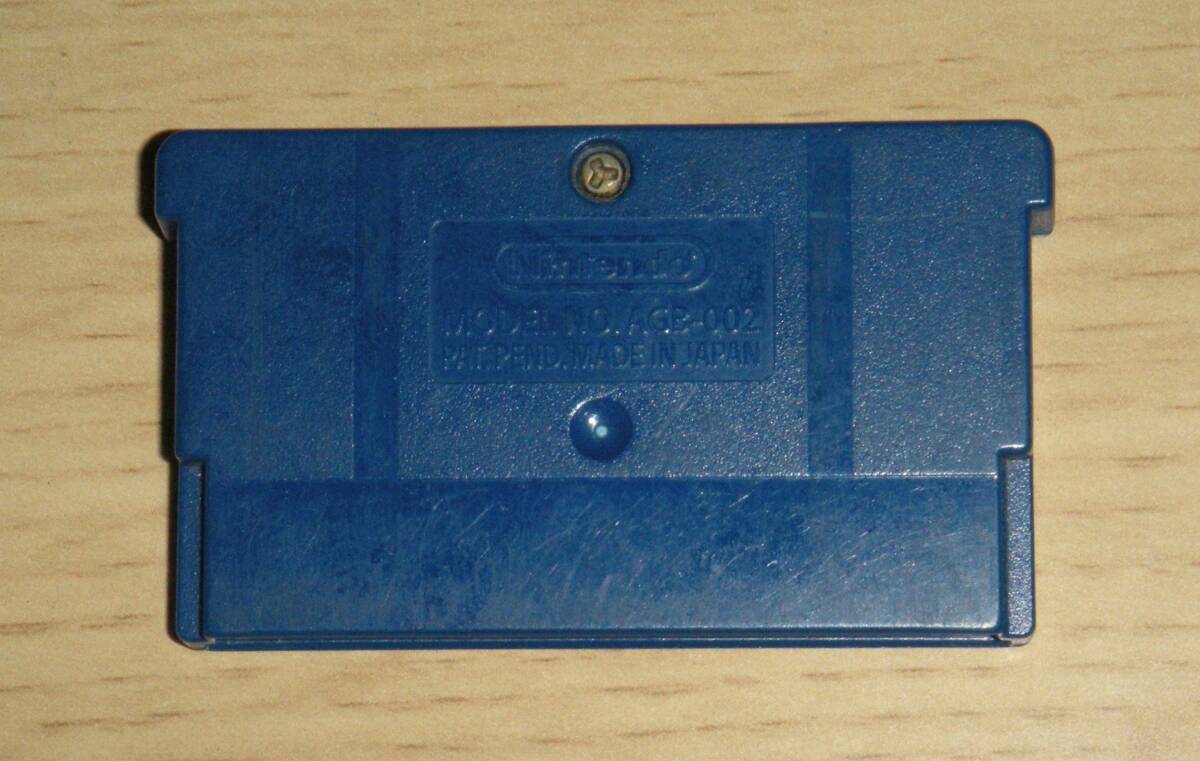 Nintendo®
MODEL NO. AGB-002
PAT. PEND. MADE IN JAPAN